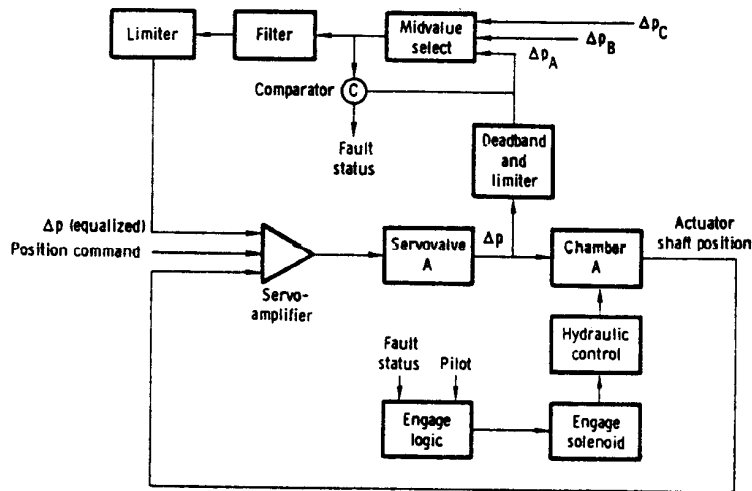 Limiter
Filter
Midvalue
select
Δp_C
Δp_B
Δp_A
Comparator
C
Fault
status
Deadband
and
limiter
Δp (equalized)
Position command
Servo-
amplifier
Servovalve
A
Δp
Chamber
A
Actuator
shaft position
Hydraulic
control
Fault
status
Pilot
Engage
logic
Engage
solenoid